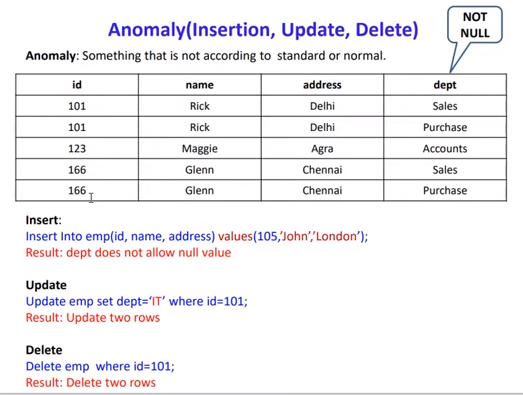 Anomaly(Insertion, Update, Delete)
NOT
NULL
Anomaly: Something that is not according to standard or normal.
id name address dept
101 Rick Delhi Sales
101 Rick Delhi Purchase
123 Maggie Agra Accounts
166 Glenn Chennai Sales
166 Glenn Chennai Purchase
Insert:
Insert Into emp(id, name, address) values(105,’John’,’London’);
Result: dept does not allow null value
Update
Update emp set dept=‘IT’ where id=101;
Result: Update two rows
Delete
Delete emp where id=101;
Result: Delete two rows